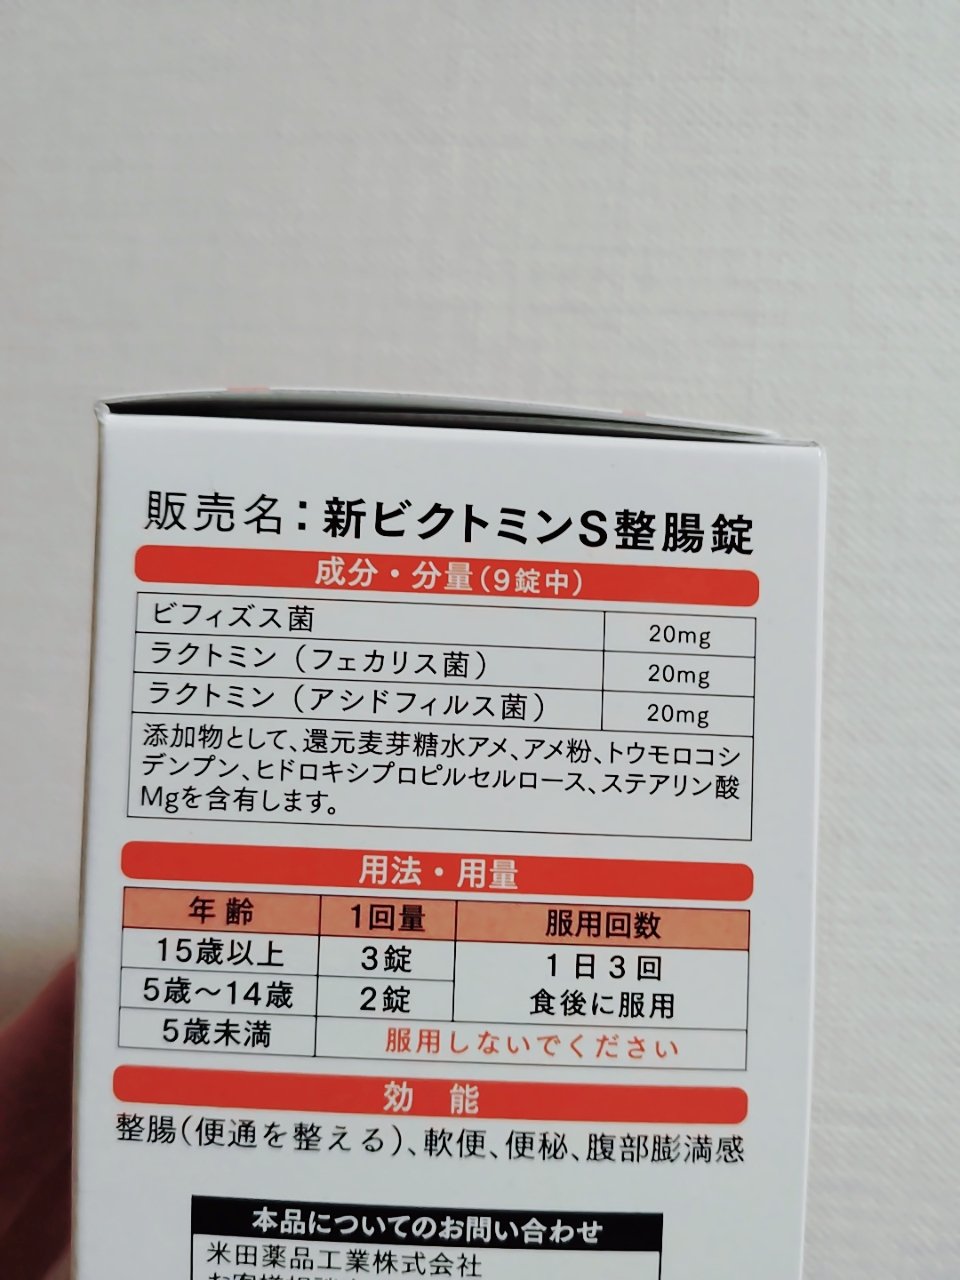 販売名：新ビクトミンS整腸錠
成分・分量(9錠中)
ビフィズス菌 20mg
ラクトミン（フェカリス菌） 20mg
ラクトミン（アシドフィルス菌） 20mg
添加物として、還元麦芽糖水アメ、アメ粉、トウモロコシ
デンプン、ヒドロキシプロピルセルロース、ステアリン酸
Mgを含有します。
用法・用量
年齢 1回量 服用回数
15歳以上 3錠 1日3回
5歳～14歳 2錠 食後に服用
5歳未満 服用しないでください
効能
整腸(便通を整える)、軟便、便秘、腹部膨満感
本品についてのお問い合わせ
米田薬品工業株式会社